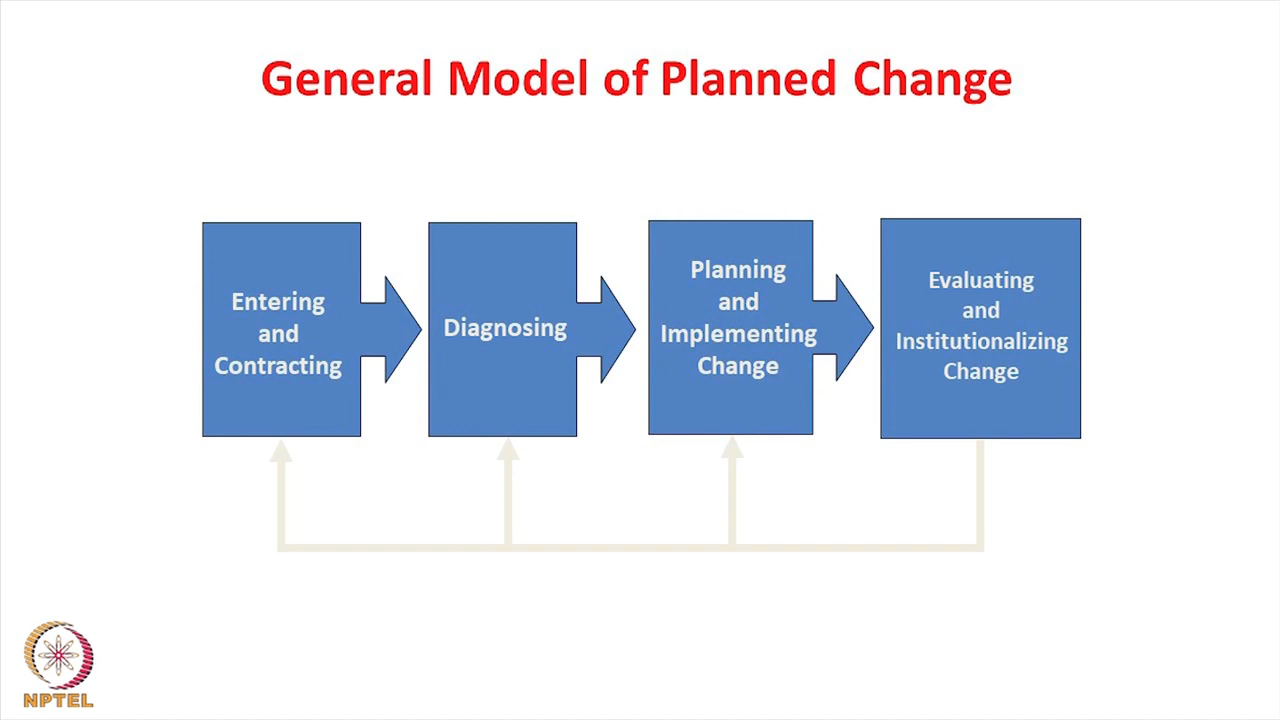 General Model of Planned Change
Entering
and
Contracting
Diagnosing
Planning
and
Implementing
Change
Evaluating
and
Institutionalizing
Change
NPTEL